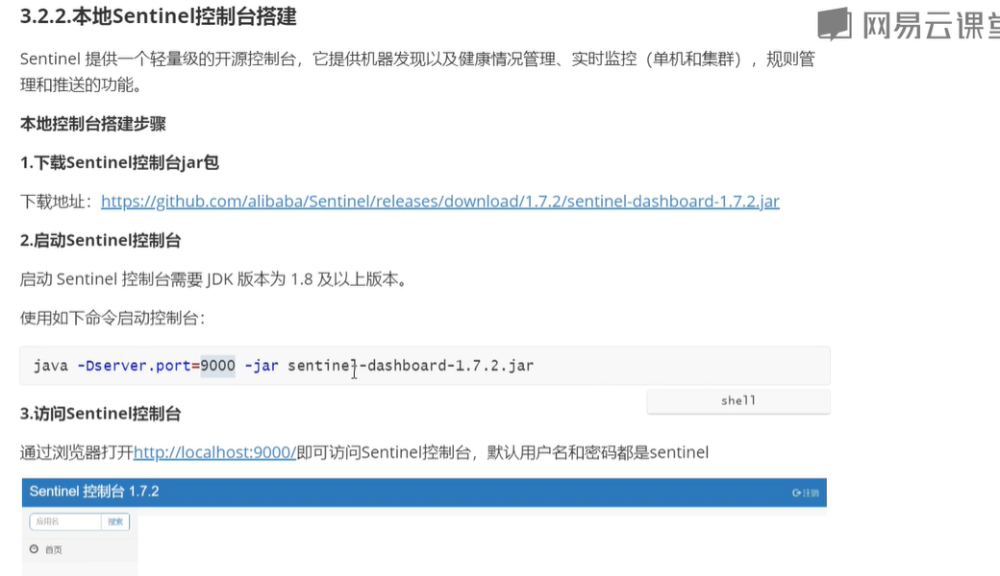 3.2.2.本地Sentinel控制台搭建
网易云课堂
Sentinel 提供一个轻量级的开源控制台，它提供机器发现以及健康情况管理、实时监控（单机和集群），规则管
理和推送的功能。
本地控制台搭建步骤
1.下载Sentinel控制台jar包
下载地址：https://github.com/alibaba/Sentinel/releases/download/1.7.2/sentinel-dashboard-1.7.2.jar
2.启动Sentinel控制台
启动 Sentinel 控制台需要 JDK 版本为 1.8 及以上版本。
使用如下命令启动控制台：
java -Dserver.port=9000 -jar sentinel-dashboard-1.7.2.jar
shell
3.访问Sentinel控制台
通过浏览器打开http://localhost:9000/即可访问Sentinel控制台，默认用户名和密码都是sentinel
Sentinel 控制台 1.7.2
注销
应用名 搜索
首页